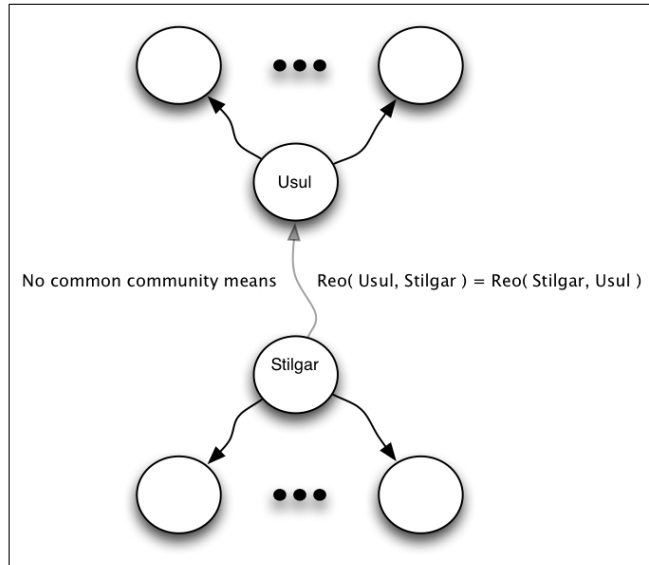 Usul
No common community means Reo( Usul, Stilgar ) = Reo( Stilgar, Usul )
Stilgar